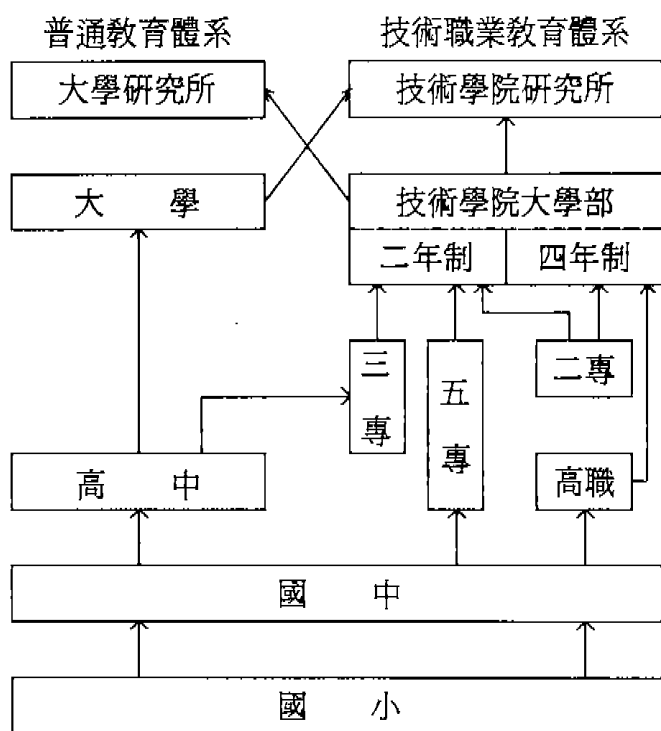 普通教育體系 技術職業教育體系
大學研究所 技術學院研究所
大學 技術學院大學部
二年制 四年制
三專 五專 二專
高中 高職
國中
國小